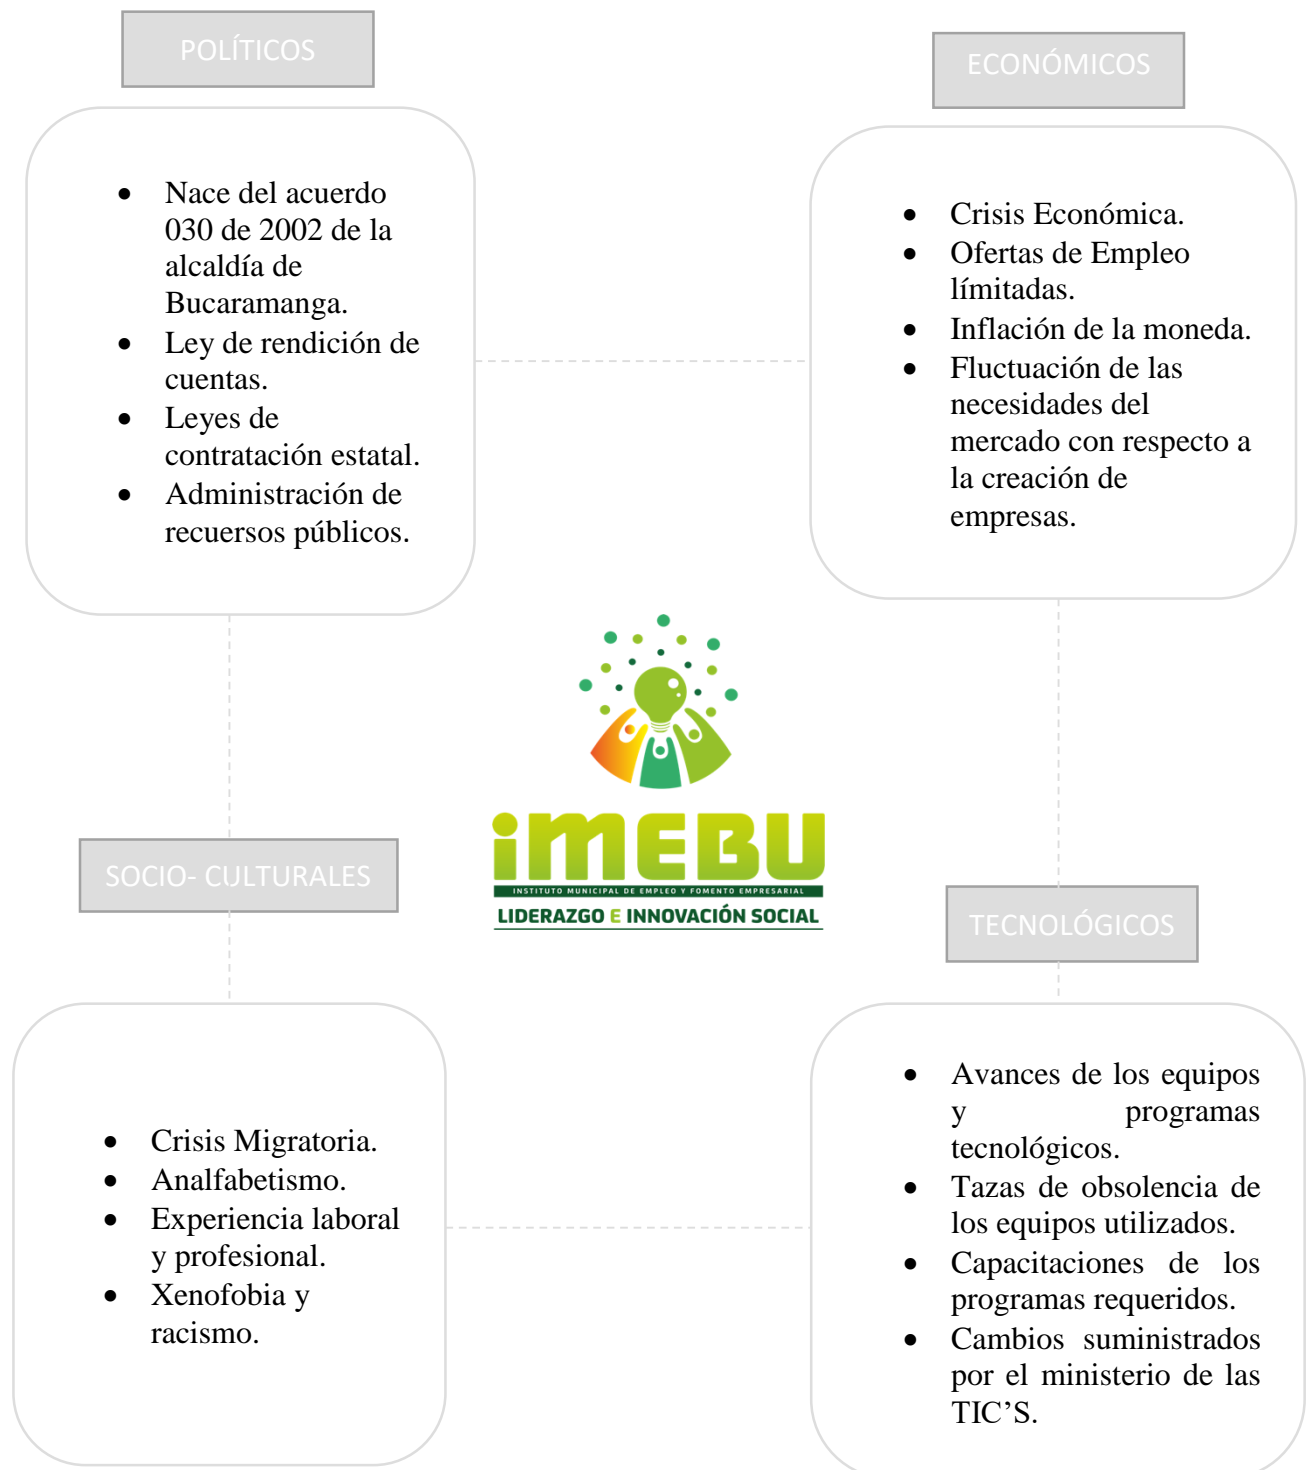 POLÍTICOS
• Nace del acuerdo
030 de 2002 de la
alcaldía de
Bucaramanga.
• Ley de rendición de
cuentas.
• Leyes de
contratación estatal.
• Administración de
recuersos públicos.
ECONÓMICOS
• Crisis Económica.
• Ofertas de Empleo
límitadas.
• Inflación de la moneda.
• Fluctuación de las
necesidades del
mercado con respecto a
la creación de
empresas.
iMEBU
INSTITUTO MUNICIPAL DE EMPLEO Y FOMENTO EMPRESARIAL
LIDERAZGO E INNOVACIÓN SOCIAL
SOCIO- CULTURALES
• Crisis Migratoria.
• Analfabetismo.
• Experiencia laboral
y profesional.
• Xenofobia y
racismo.
TECNOLÓGICOS
• Avances de los equipos
y programas
tecnológicos.
• Tazas de obsolencia de
los equipos utilizados.
• Capacitaciones de los
programas requeridos.
• Cambios suministrados
por el ministerio de las
TIC’S.